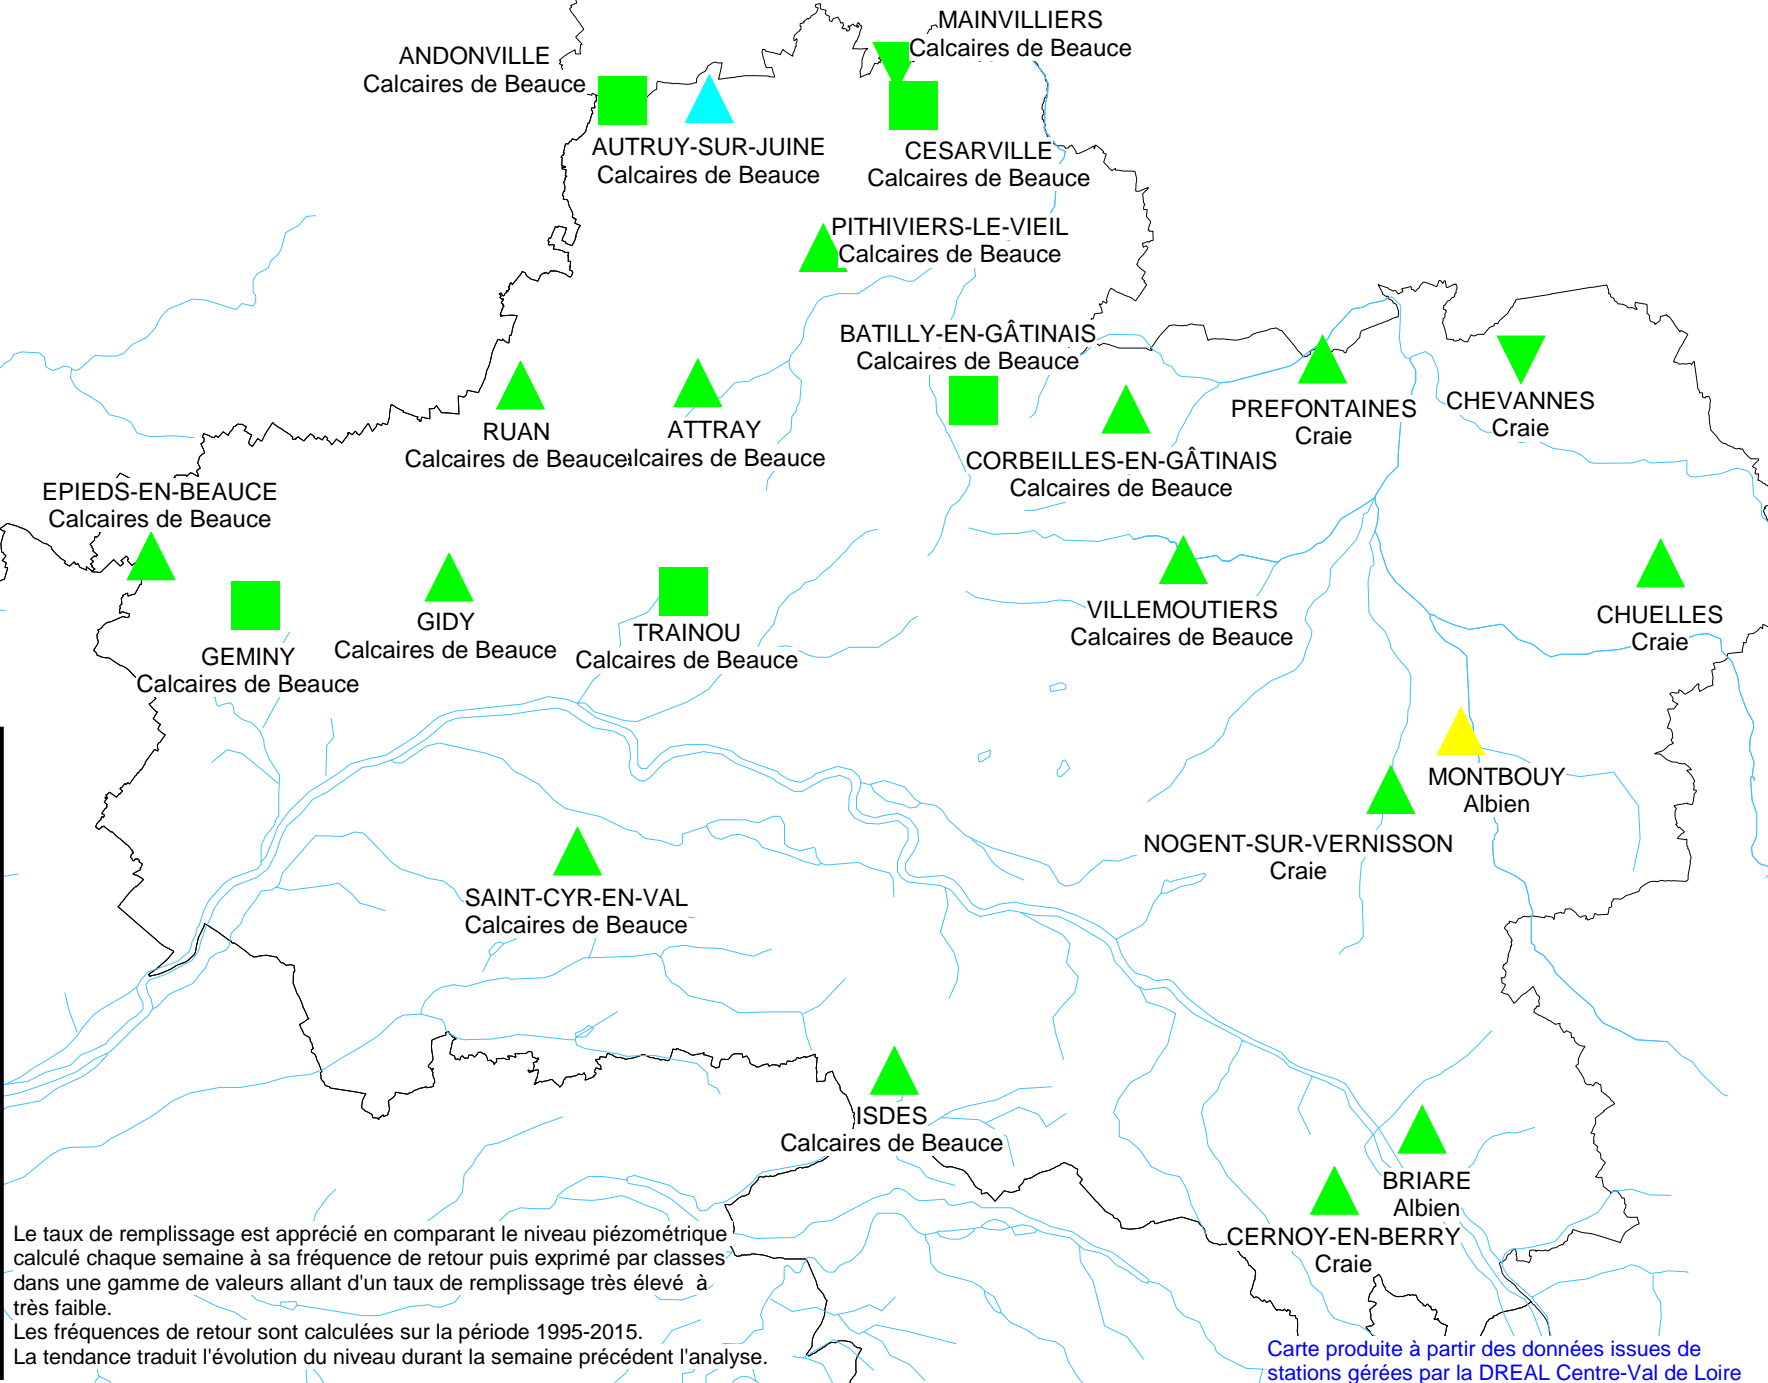 MAINVILLIERS
Calcaires de Beauce
ANDONVILLE
Calcaires de Beauce
AUTRUY-SUR-JUINE
Calcaires de Beauce
CESARVILLE
Calcaires de Beauce
PITHIVIERS-LE-VIEIL
Calcaires de Beauce
BATILLY-EN-GÂTINAIS
Calcaires de Beauce
PREFONTAINES
Craie
CHEVANNES
Craie
RUAN
Calcaires de Beauce
ATTRAY
lcaires de Beauce
CORBEILLES-EN-GÂTINAIS
Calcaires de Beauce
EPIEDS-EN-BEAUCE
Calcaires de Beauce
GEMINY
Calcaires de Beauce
GIDY
Calcaires de Beauce
TRAINOU
Calcaires de Beauce
VILLEMOUTIERS
Calcaires de Beauce
CHUELLES
Craie
MONTBOUY
Albien
NOGENT-SUR-VERNISSON
Craie
SAINT-CYR-EN-VAL
Calcaires de Beauce
ISDES
Calcaires de Beauce
BRIARE
Albien
CERNOY-EN-BERRY
Craie
Le taux de remplissage est apprécié en comparant le niveau piézométrique
calculé chaque semaine à sa fréquence de retour puis exprimé par classes
dans une gamme de valeurs allant d'un taux de remplissage très élevé à
très faible.
Les fréquences de retour sont calculées sur la période 1995-2015.
La tendance traduit l'évolution du niveau durant la semaine précédent l'analyse.
Carte produite à partir des données issues de
stations gérées par la DREAL Centre-Val de Loire